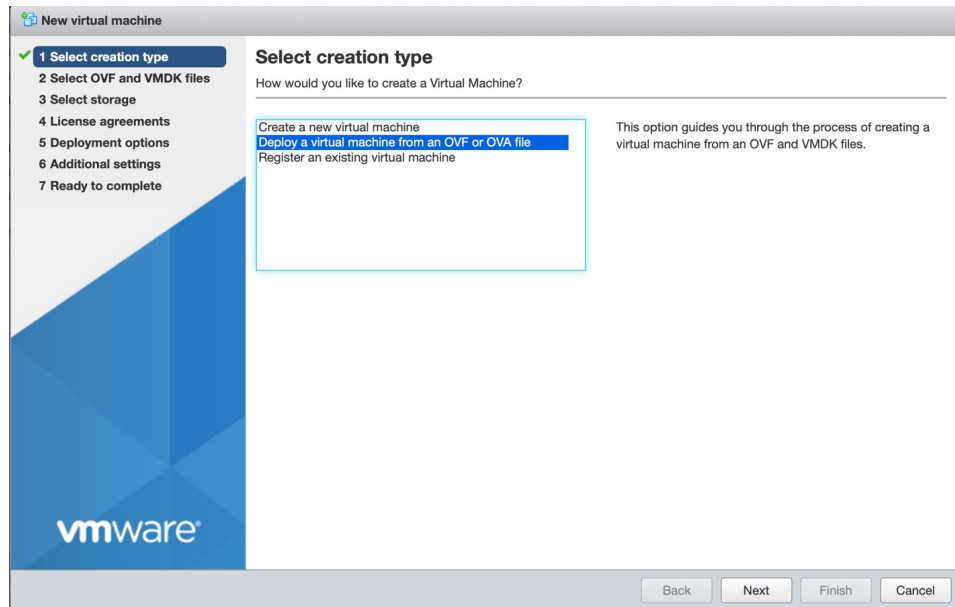 New virtual machine
1 Select creation type
2 Select OVF and VMDK files
3 Select storage
4 License agreements
5 Deployment options
6 Additional settings
7 Ready to complete
vmware®
Select creation type
How would you like to create a Virtual Machine?
Create a new virtual machine
Deploy a virtual machine from an OVF or OVA file
Register an existing virtual machine
This option guides you through the process of creating a
virtual machine from an OVF and VMDK files.
Back
Next
Finish
Cancel